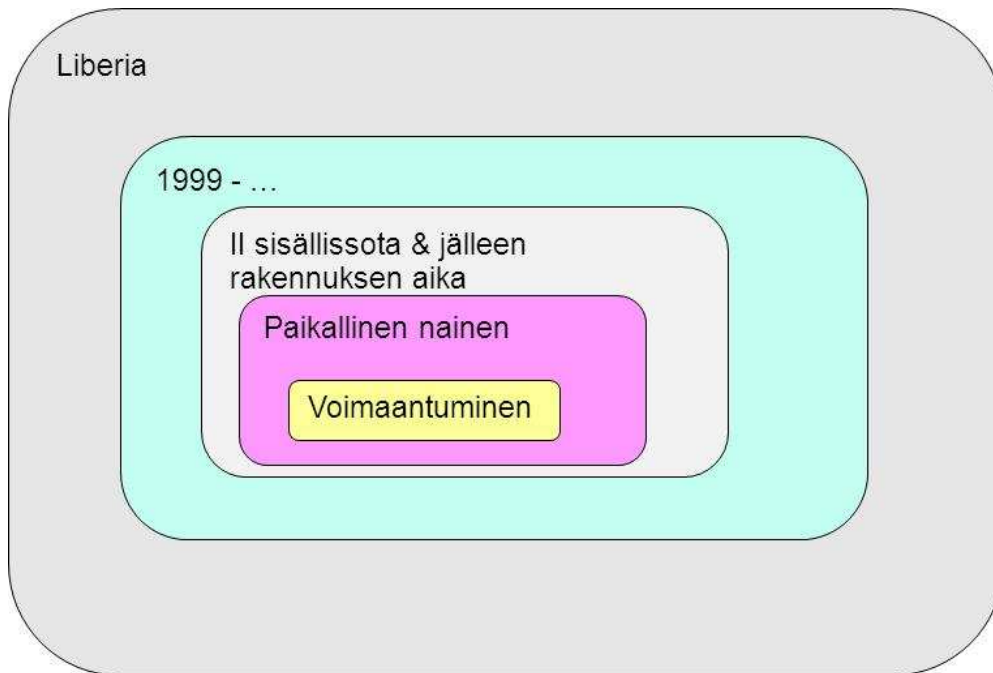 Liberia
1999 - …
II sisällissota & jälleen
rakennuksen aika
Paikallinen nainen
Voimaantuminen